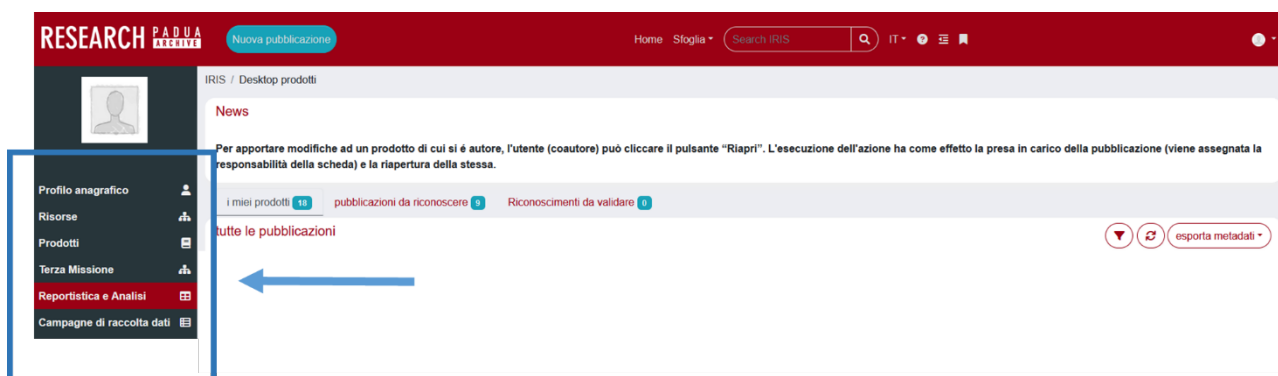 RESEARCH PADUA ARCHIVE
Nuova pubblicazione
Home Sfoglia Search IRIS IT
IRIS / Desktop prodotti
News
Per apportare modifiche ad un prodotto di cui si é autore, l'utente (coautore) può cliccare il pulsante “Riapri”. L'esecuzione dell'azione ha come effetto la presa in carico della pubblicazione (viene assegnata la
responsabilità della scheda) e la riapertura della stessa.
Profilo anagrafico
Risorse
Prodotti
Terza Missione
Reportistica e Analisi
Campagne di raccolta dati
i miei prodotti 18 pubblicazioni da riconoscere 9 Riconoscimenti da validare 0
tutte le pubblicazioni
esporta metadati